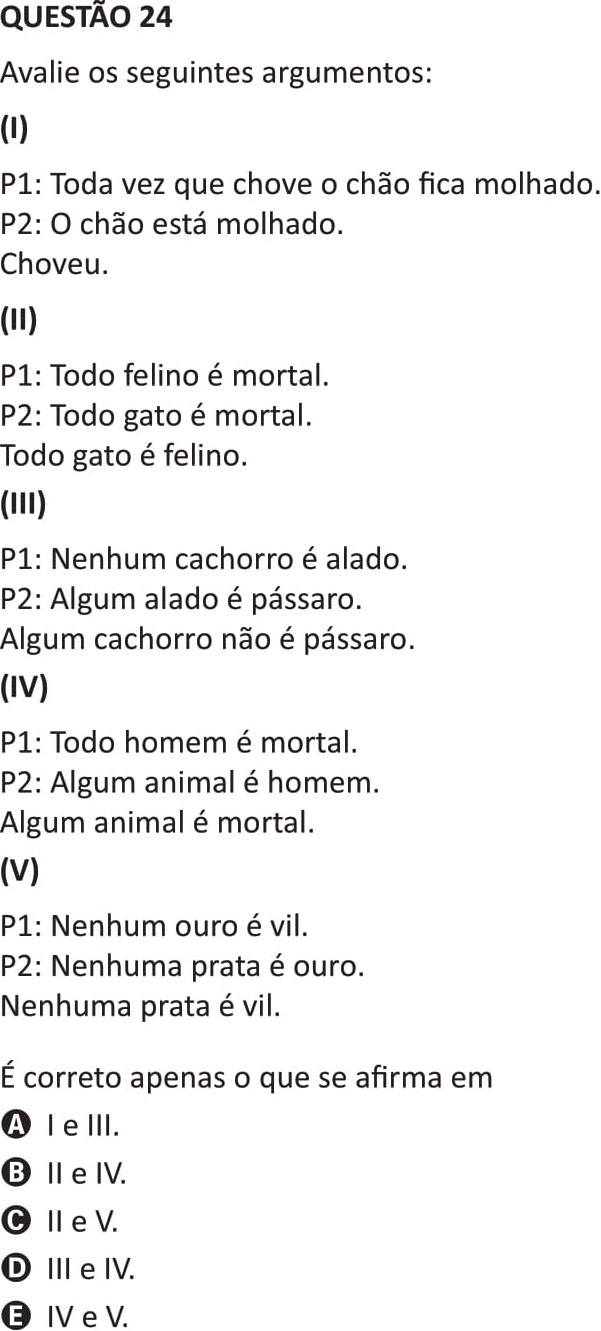 QUESTÃO 24
Avalie os seguintes argumentos:
(I)
P1: Toda vez que chove o chão fica molhado.
P2: O chão está molhado.
Choveu.
(II)
P1: Todo felino é mortal.
P2: Todo gato é mortal.
Todo gato é felino.
(III)
P1: Nenhum cachorro é alado.
P2: Algum alado é pássaro.
Algum cachorro não é pássaro.
(IV)
P1: Todo homem é mortal.
P2: Algum animal é homem.
Algum animal é mortal.
(V)
P1: Nenhum ouro é vil.
P2: Nenhuma prata é ouro.
Nenhuma prata é vil.
É correto apenas o que se afirma em
A I e III.
B II e IV.
C II e V.
D III e IV.
E IV e V.